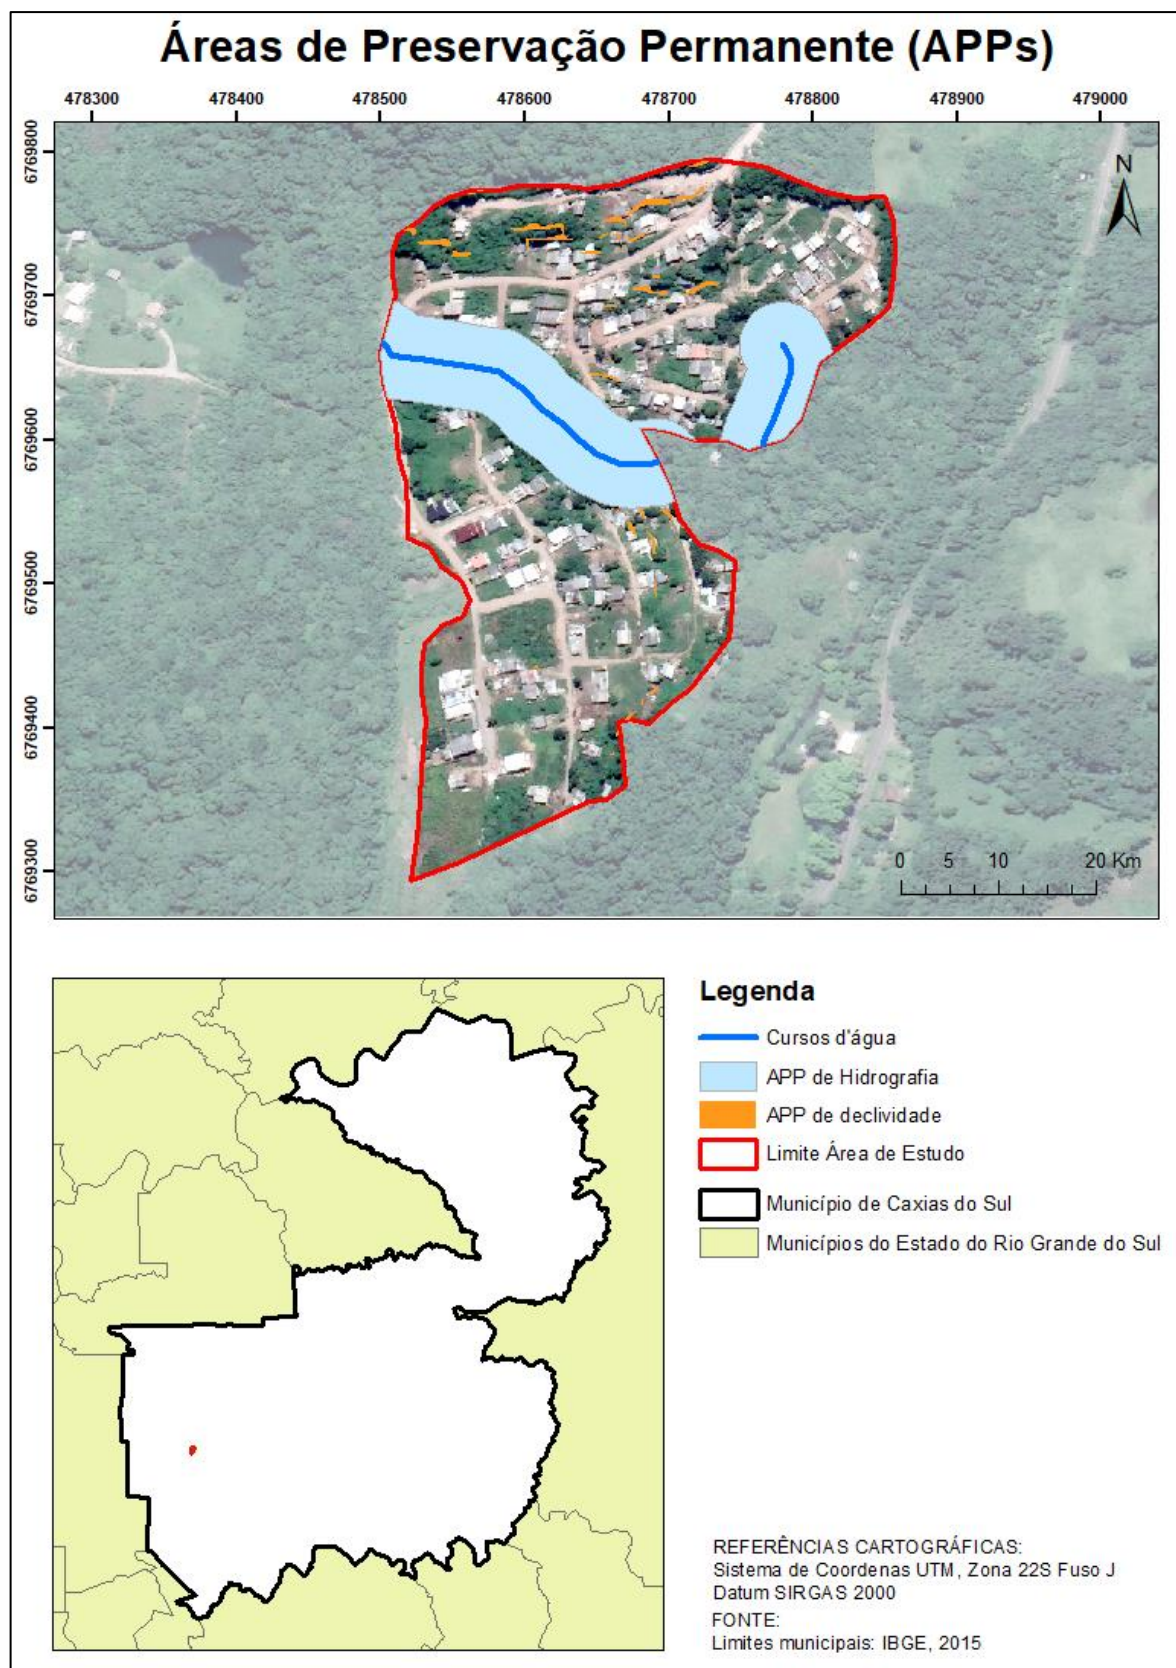 Áreas de Preservação Permanente (APPs)
478300 478400 478500 478600 478700 478800 478900 479000
6769800
6769700
6769600
6769500
6769400
6769300
N
0 5 10 20 Km
Legenda
Cursos d'água
APP de Hidrografia
APP de declividade
Limite Área de Estudo
Município de Caxias do Sul
Municípios do Estado do Rio Grande do Sul
REFERÊNCIAS CARTOGRÁFICAS:
Sistema de Coordenas UTM, Zona 22S Fuso J
Datum SIRGAS 2000
FONTE:
Limites municipais: IBGE, 2015